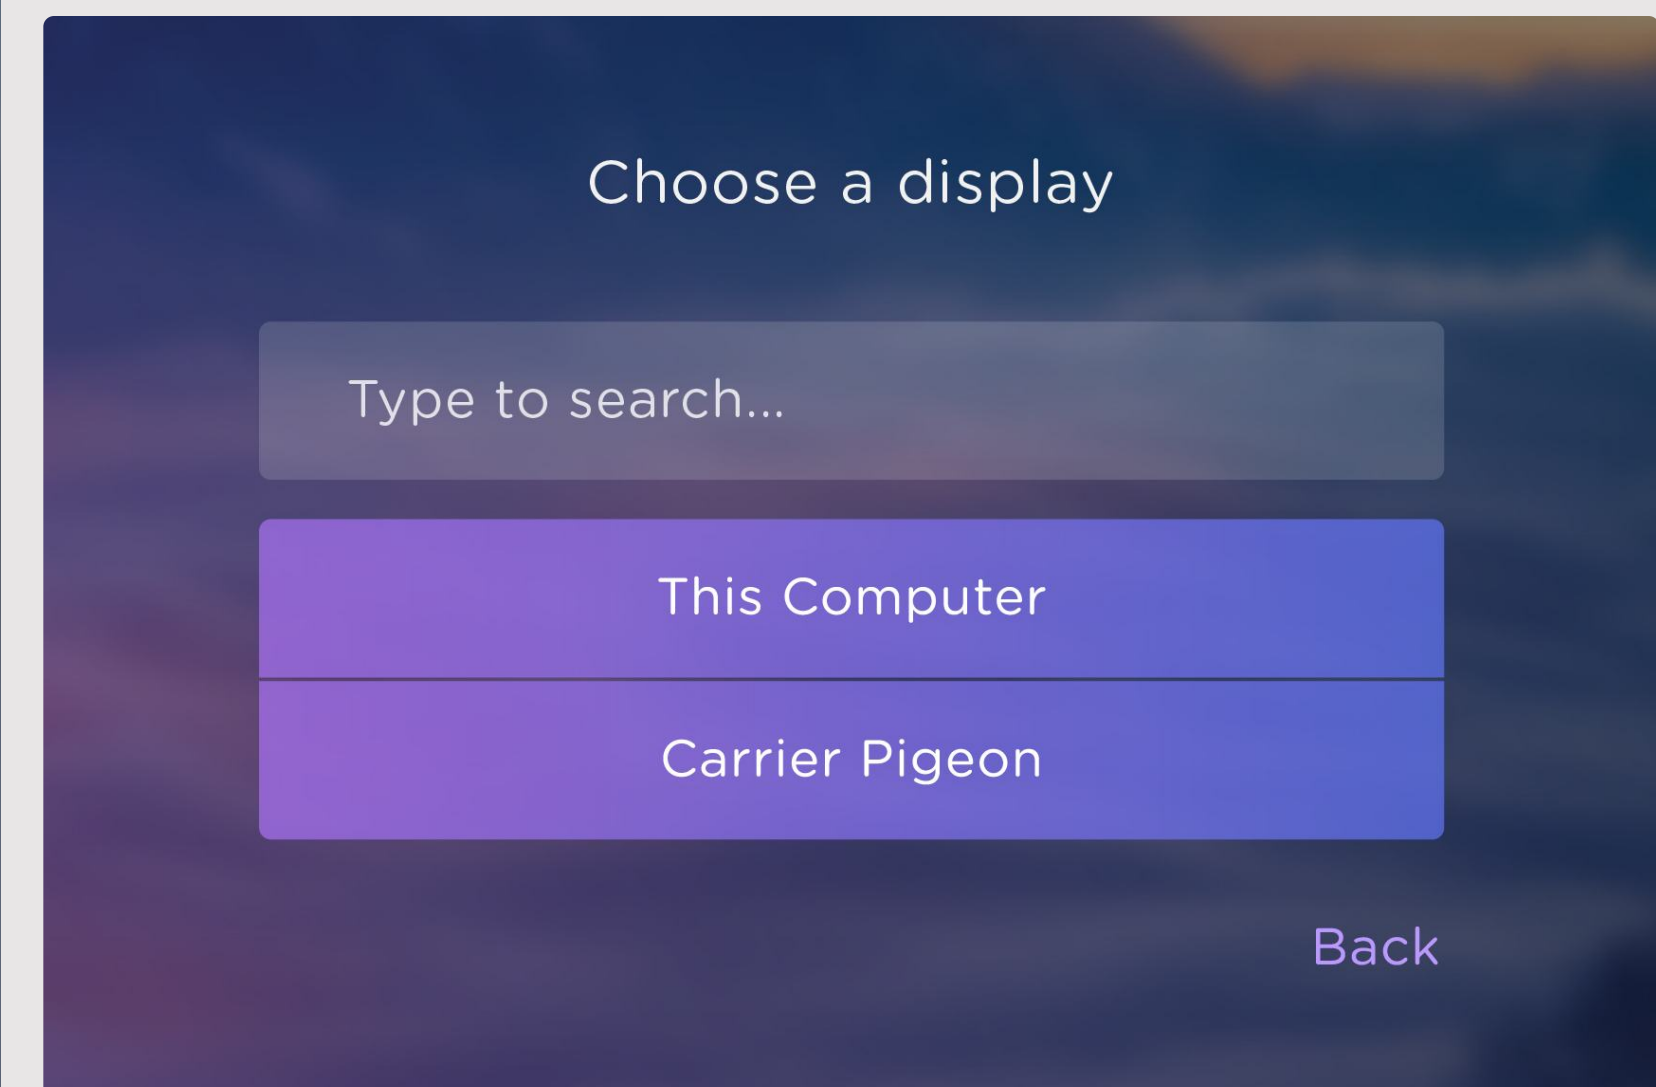 Choose a display
Type to search...
This Computer
Carrier Pigeon
Back